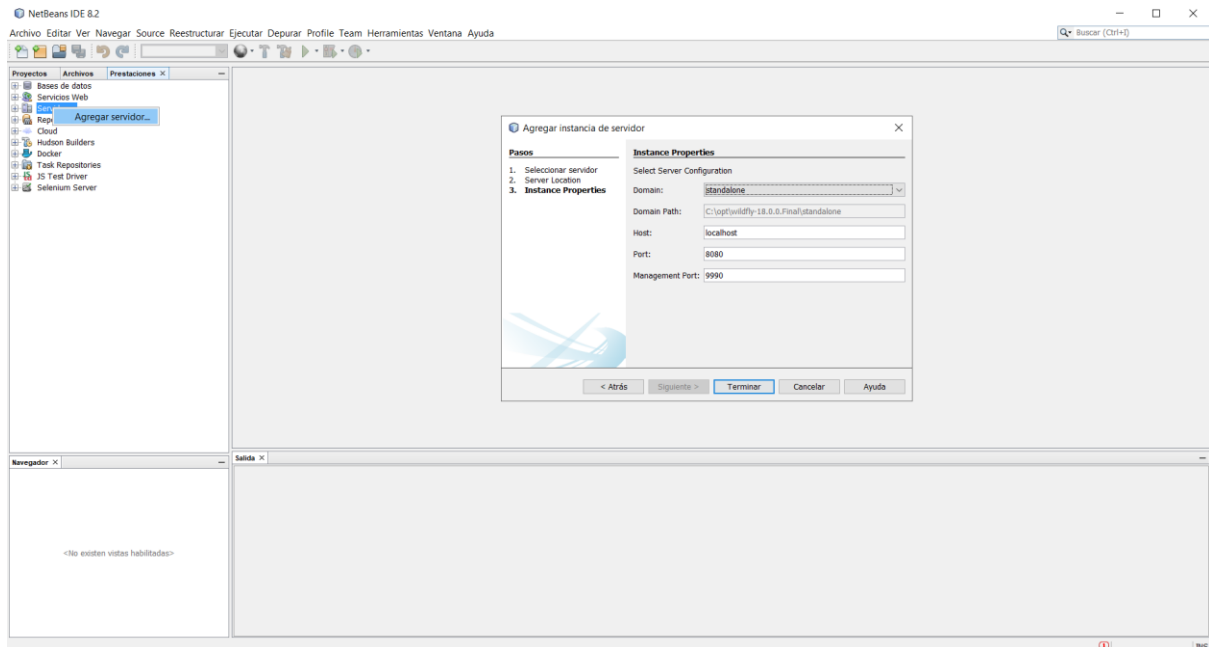 NetBeans IDE 8.2
Archivo Editar Ver Navegar Source Reestructurar Ejecutar Depurar Profile Team Herramientas Ventana Ayuda
Buscar (Ctrl+I)
Proyectos Archivos Prestaciones
Bases de datos
Servicios Web
Agregar servidor...
Cloud
Hudson Builders
Docker
Task Repositories
JS Test Driver
Selenium Server
Agregar instancia de servidor
Pasos
1. Seleccionar servidor
2. Server Location
3. Instance Properties
Instance Properties
Select Server Configuration
Domain: standalone
Domain Path: C:\opt\wildfly-18.0.0.Final\standalone
Host: localhost
Port: 8080
Management Port: 9990
< Atrás Siguiente > Terminar Cancelar Ayuda
Navegador
<No existen vistas habilitadas>
Salida